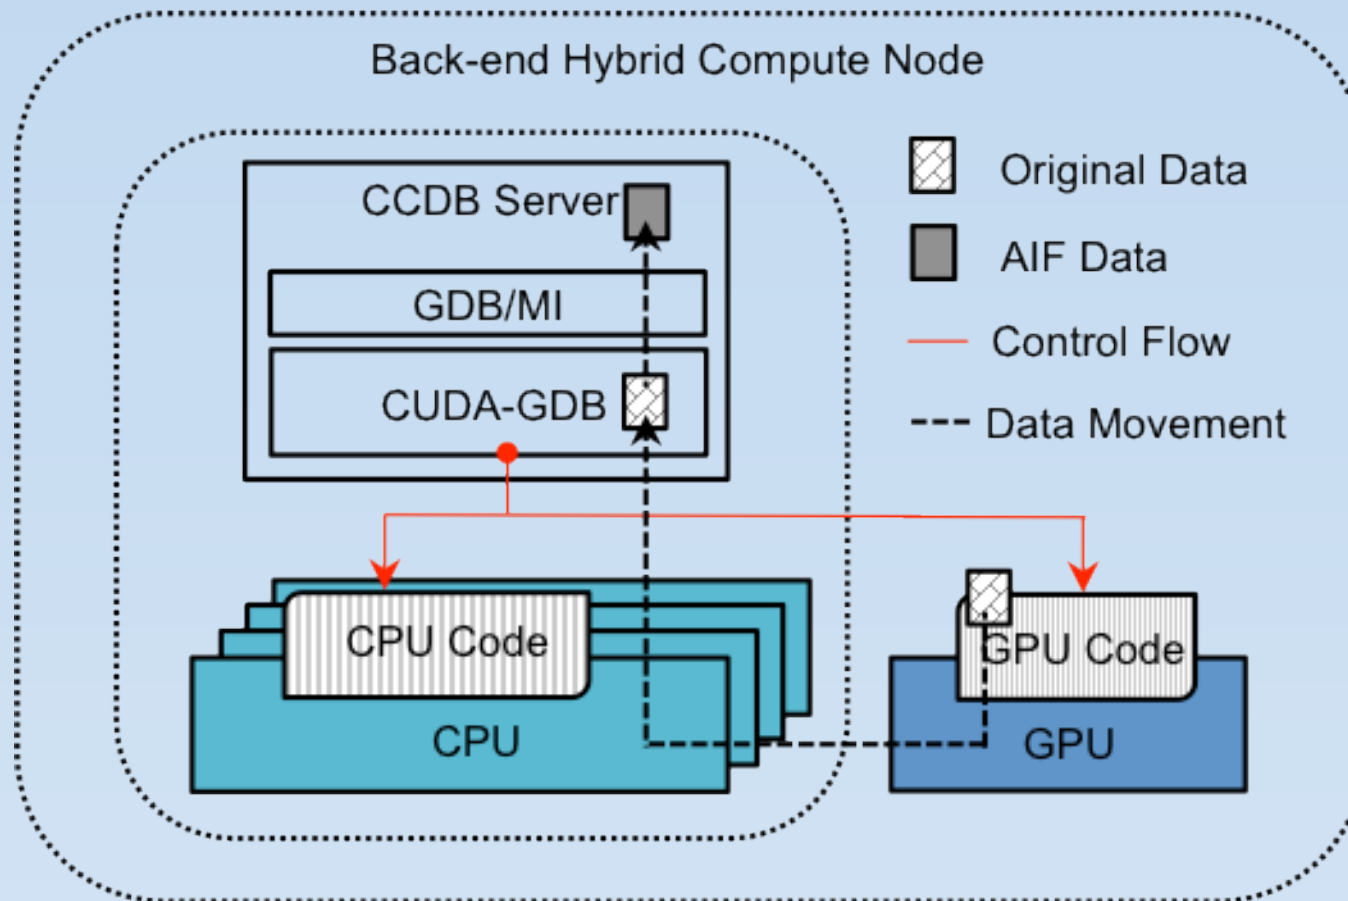 Back-end Hybrid Compute Node
CCDB Server
GDB/MI
CUDA-GDB
CPU Code
CPU
GPU Code
GPU
Original Data
AIF Data
Control Flow
Data Movement